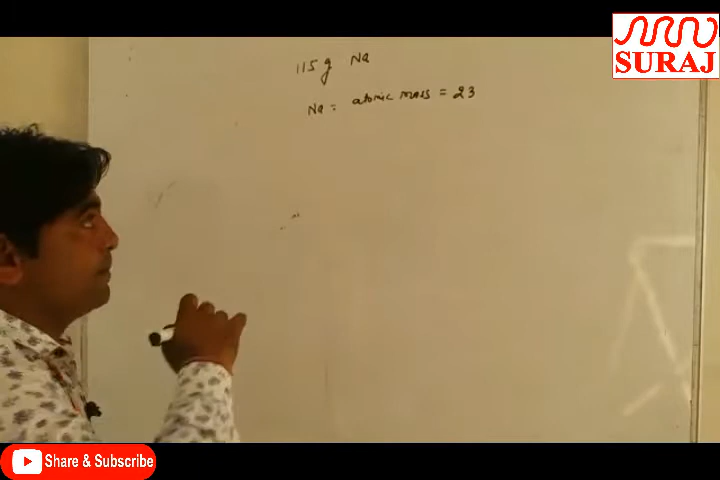 SURAJ
115 g Na
Na = atomic mass = 23
Share & Subscribe